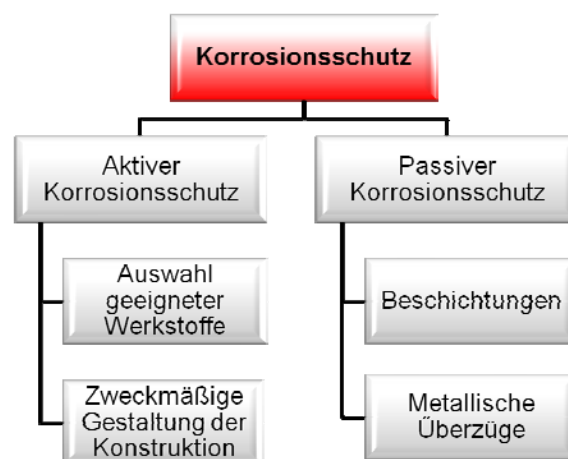 Korrosionsschutz
Aktiver
Korrosionsschutz
Auswahl
geeigneter
Werkstoffe
Zweckmäßige
Gestaltung der
Konstruktion
Passiver
Korrosionsschutz
Beschichtungen
Metallische
Überzüge